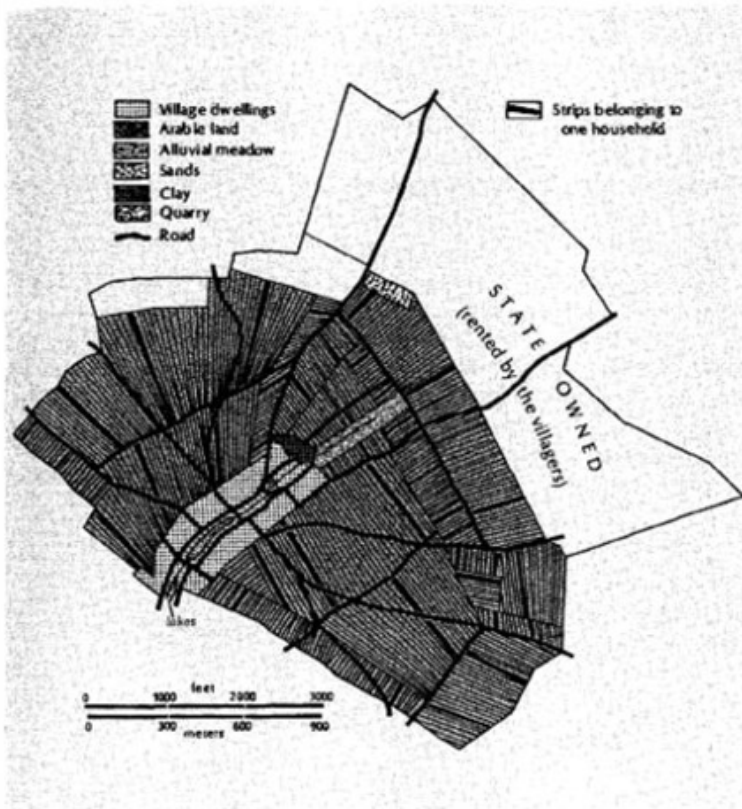 Village dwellings
Arable land
Alluvial meadow
Sands
Clay
Quarry
Road
Strips belonging to
one household
STATE OWNED
(rented by the villagers)
Lakes
feet
0 1000 2000 3000
0 300 600 900
meters